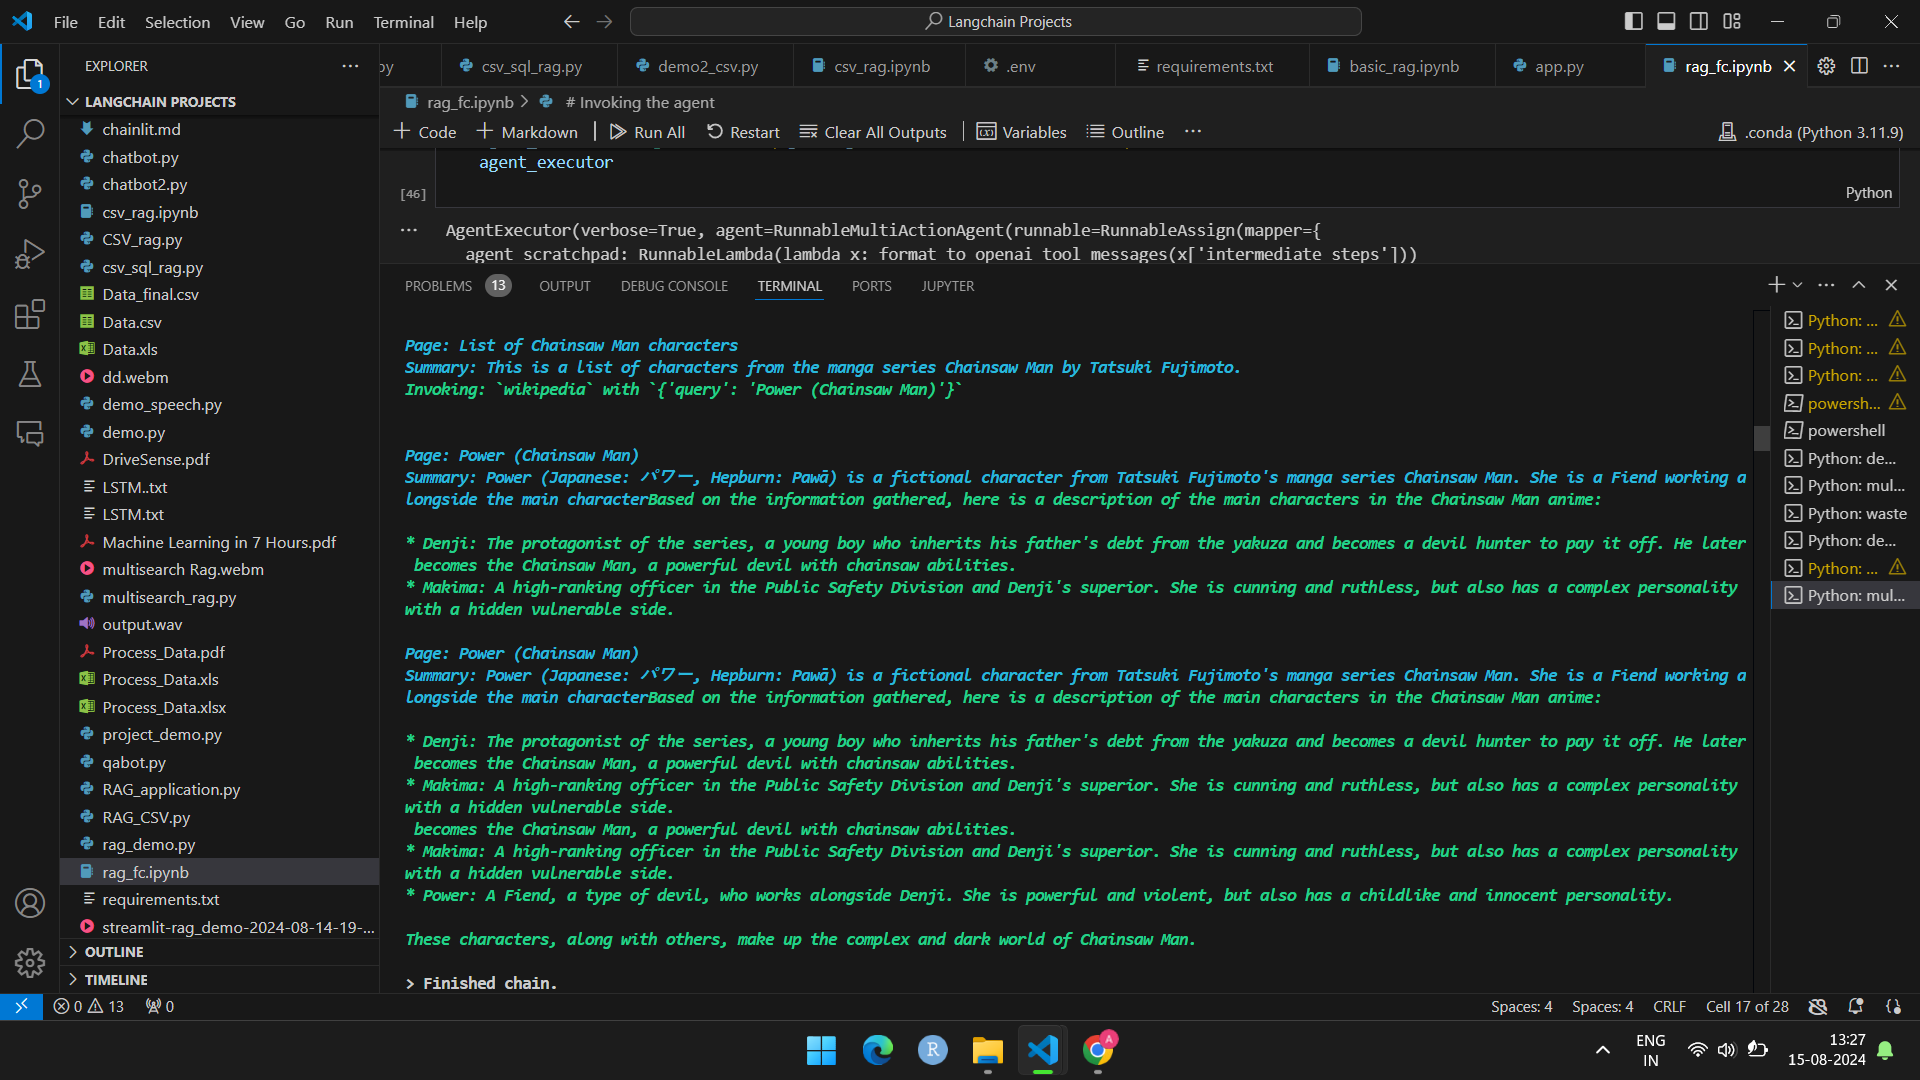 File Edit Selection View Go Run Terminal Help
Langchain Projects
EXPLORER
py
csv_sql_rag.py
demo2_csv.py
csv_rag.ipynb
.env
requirements.txt
basic_rag.ipynb
app.py
rag_fc.ipynb
1
LANGCHAIN PROJECTS
chainlit.md
chatbot.py
chatbot2.py
csv_rag.ipynb
CSV_rag.py
csv_sql_rag.py
Data_final.csv
Data.csv
Data.xls
dd.webm
demo_speech.py
demo.py
DriveSense.pdf
LSTM..txt
LSTM.txt
Machine Learning in 7 Hours.pdf
multisearch Rag.webm
multisearch_rag.py
output.wav
Process_Data.pdf
Process_Data.xls
Process_Data.xlsx
project_demo.py
qabot.py
RAG_application.py
RAG_CSV.py
rag_demo.py
rag_fc.ipynb
requirements.txt
streamlit-rag_demo-2024-08-14-19-...
OUTLINE
TIMELINE
rag_fc.ipynb > # Invoking the agent
+ Code + Markdown | Run All Restart Clear All Outputs | Variables Outline ...
.conda (Python 3.11.9)
agent_executor
[46]
Python
... AgentExecutor(verbose=True, agent=RunnableMultiActionAgent(runnable=RunnableAssign(mapper={
agent_scratchpad: RunnableLambda(lambda x: format_to_openai_tool_messages(x['intermediate_steps']))
PROBLEMS 13 OUTPUT DEBUG CONSOLE TERMINAL PORTS JUPYTER
Page: List of Chainsaw Man characters
Summary: This is a list of characters from the manga series Chainsaw Man by Tatsuki Fujimoto.
Invoking: `wikipedia` with `{'query': 'Power (Chainsaw Man)'}`
Page: Power (Chainsaw Man)
Summary: Power (Japanese: パワー, Hepburn: Pawā) is a fictional character from Tatsuki Fujimoto's manga series Chainsaw Man. She is a Fiend working a
longside the main characterBased on the information gathered, here is a description of the main characters in the Chainsaw Man anime:
* Denji: The protagonist of the series, a young boy who inherits his father's debt from the yakuza and becomes a devil hunter to pay it off. He later
becomes the Chainsaw Man, a powerful devil with chainsaw abilities.
* Makima: A high-ranking officer in the Public Safety Division and Denji's superior. She is cunning and ruthless, but also has a complex personality
with a hidden vulnerable side.
Page: Power (Chainsaw Man)
Summary: Power (Japanese: パワー, Hepburn: Pawā) is a fictional character from Tatsuki Fujimoto's manga series Chainsaw Man. She is a Fiend working a
longside the main characterBased on the information gathered, here is a description of the main characters in the Chainsaw Man anime:
* Denji: The protagonist of the series, a young boy who inherits his father's debt from the yakuza and becomes a devil hunter to pay it off. He later
becomes the Chainsaw Man, a powerful devil with chainsaw abilities.
* Makima: A high-ranking officer in the Public Safety Division and Denji's superior. She is cunning and ruthless, but also has a complex personality
with a hidden vulnerable side.
becomes the Chainsaw Man, a powerful devil with chainsaw abilities.
* Makima: A high-ranking officer in the Public Safety Division and Denji's superior. She is cunning and ruthless, but also has a complex personality
with a hidden vulnerable side.
* Power: A Fiend, a type of devil, who works alongside Denji. She is powerful and violent, but also has a childlike and innocent personality.
These characters, along with others, make up the complex and dark world of Chainsaw Man.
> Finished chain.
Python: ...
Python: ...
Python: ...
powersh...
powershell
Python: de...
Python: mul...
Python: waste
Python: de...
Python: ...
Python: mul...
0 13 0
Spaces: 4 Spaces: 4 CRLF Cell 17 of 28
R
A
ENG
IN
13:27
15-08-2024